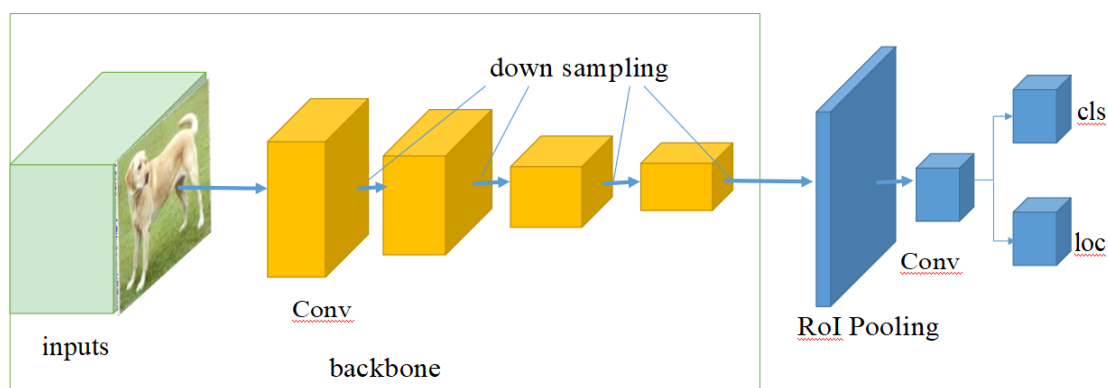 down sampling
cls
loc
Conv
Conv
RoI Pooling
inputs
backbone